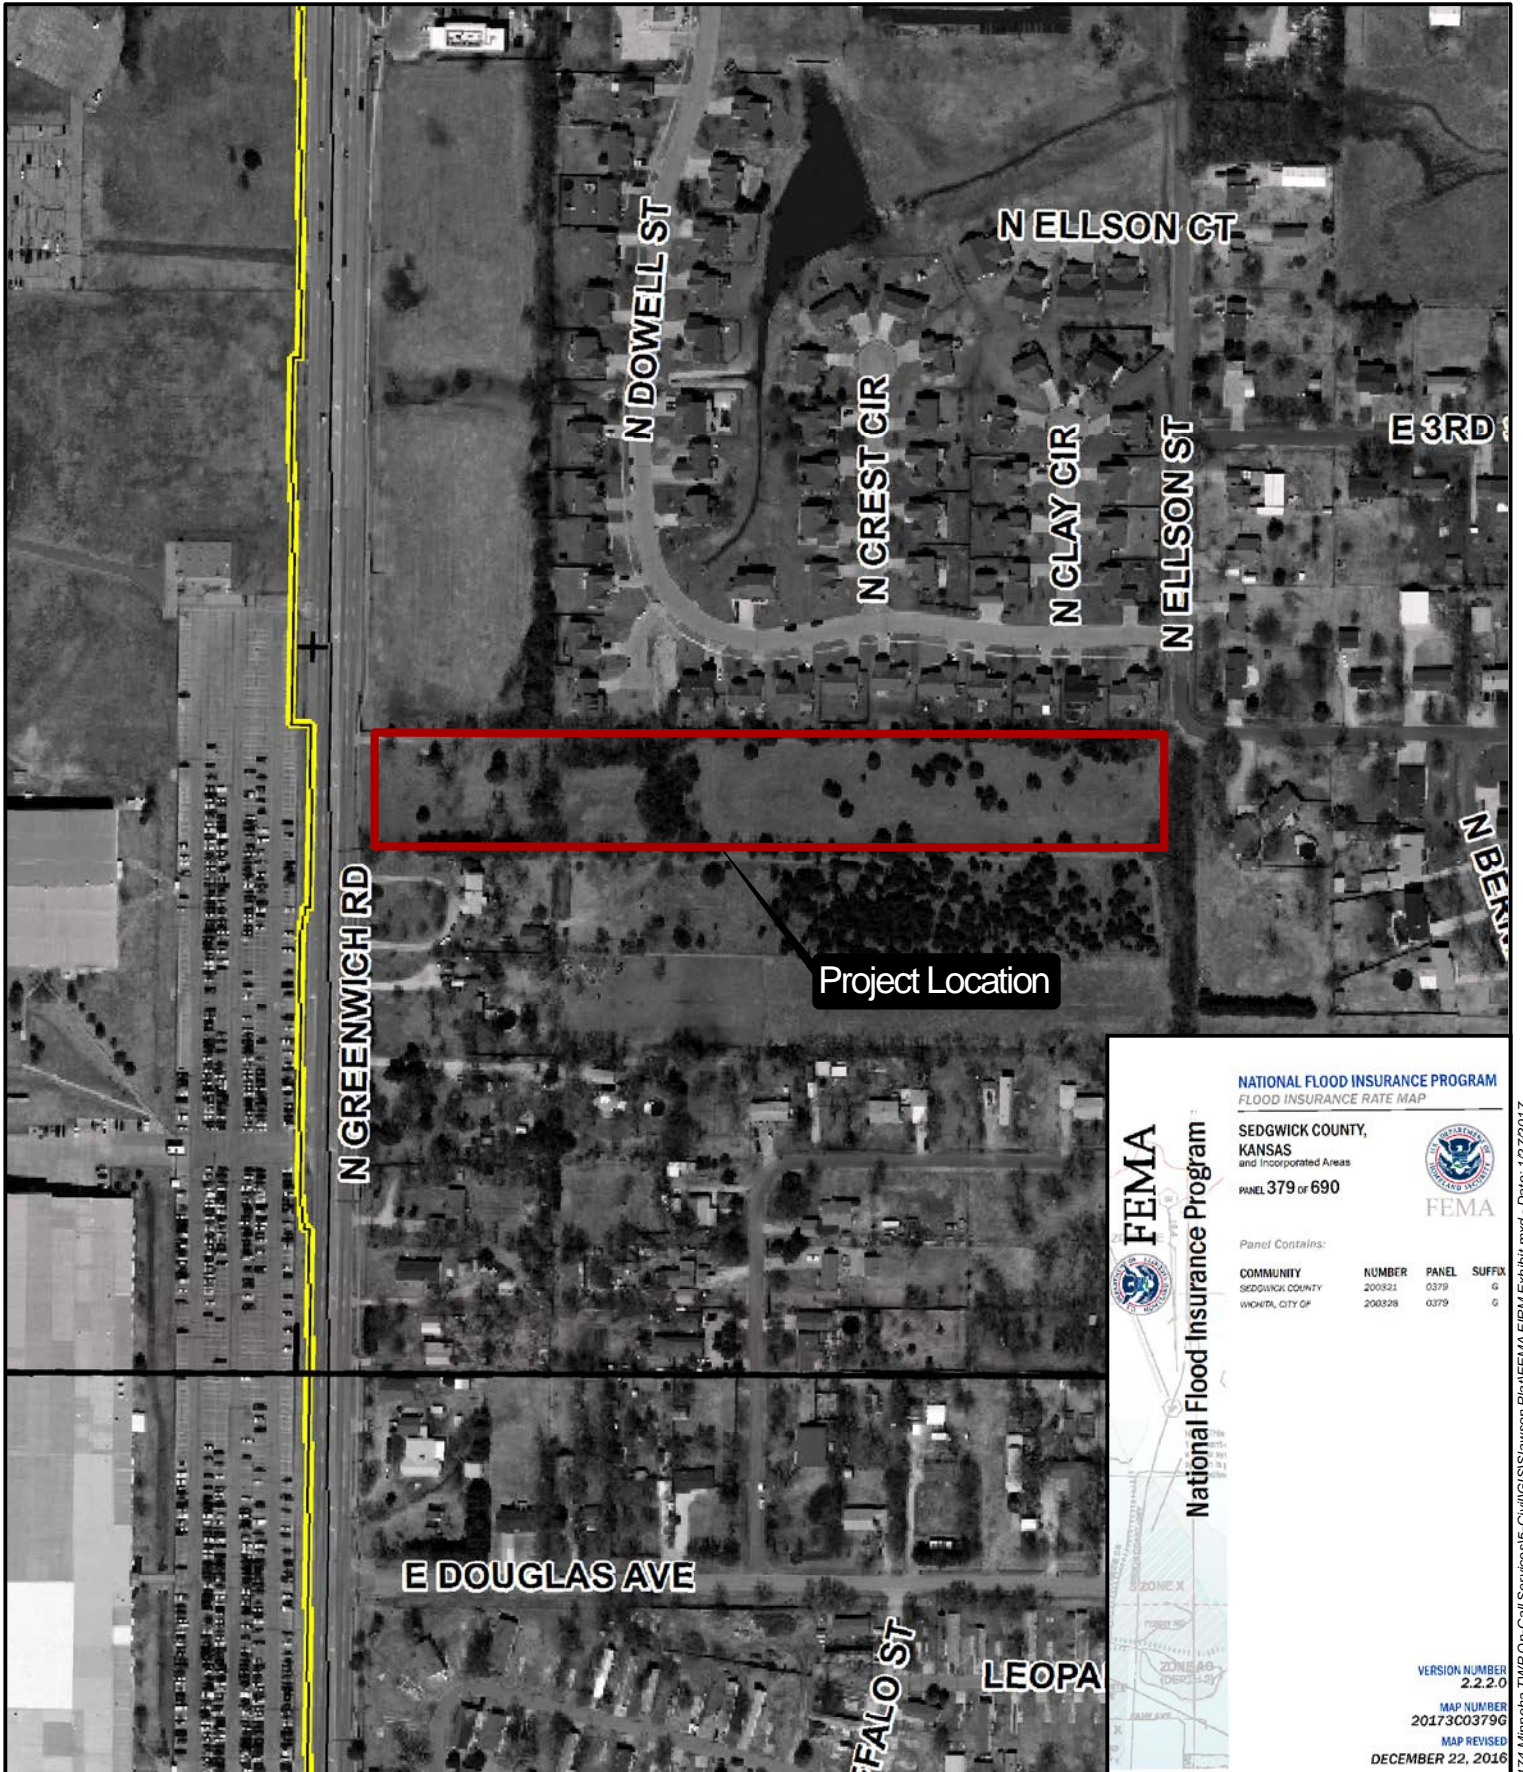 N DOWELL ST
N ELLSON CT
N CREST CIR
N CLAY CIR
N ELLSON ST
E 3RD
N GREENWICH RD
Project Location
E DOUGLAS AVE
FFALO ST
LEOPA
FEMA
National Flood Insurance Program
NATIONAL FLOOD INSURANCE PROGRAM
FLOOD INSURANCE RATE MAP
SEDGWICK COUNTY,
KANSAS
and Incorporated Areas
PANEL 379 OF 690
FEMA
Panel Contains:
COMMUNITY NUMBER PANEL SUFFIX
SEDGWICK COUNTY 200321 0379 G
WICHITA, CITY OF 200328 0379 G
ZONE X
VERSION NUMBER
2.2.2.0
MAP NUMBER
20173C0379G
MAP REVISED
DECEMBER 22, 2016